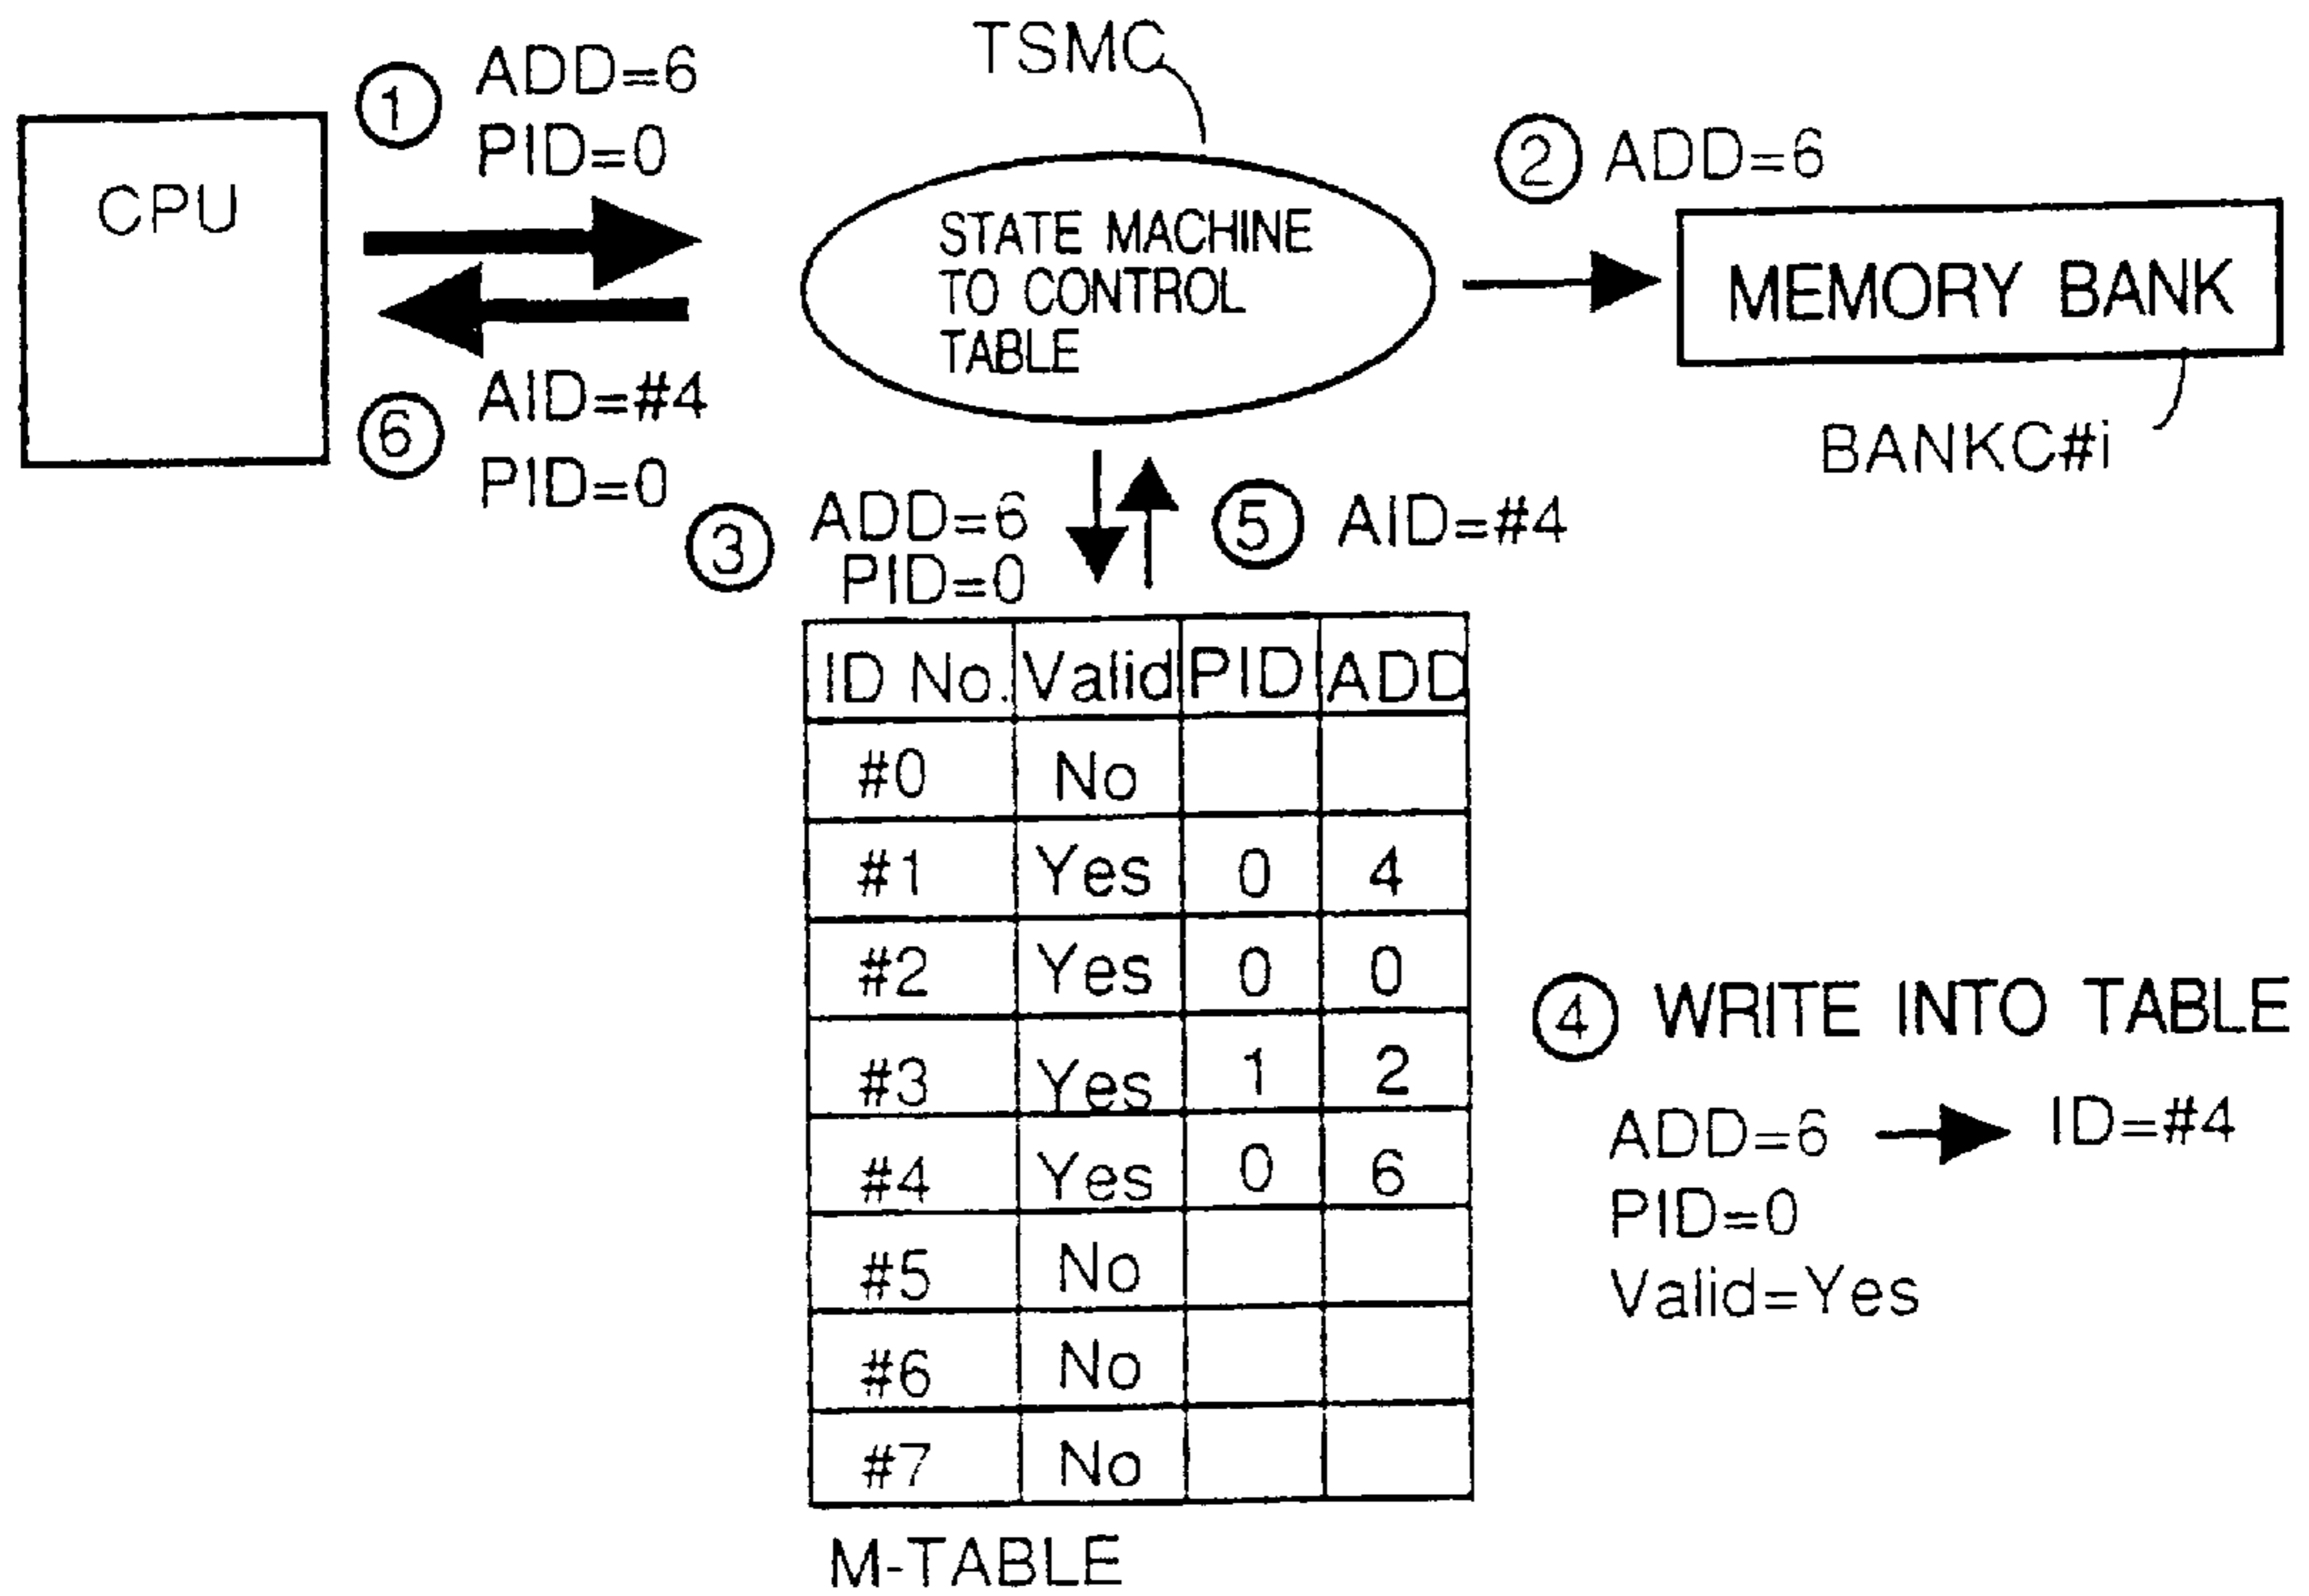 TSMC
① ADD=6
PID=0
CPU
STATE MACHINE
TO CONTROL
TABLE
② ADD=6
MEMORY BANK
BANKC#i
⑥ AID=#4
PID=0
③ ADD=6
PID=0
⑤ AID=#4
ID No. Valid PID ADD
#0 No
#1 Yes 0 4
#2 Yes 0 0
#3 Yes 1 2
#4 Yes 0 6
#5 No
#6 No
#7 No
M-TABLE
④ WRITE INTO TABLE
ADD=6 → ID=#4
PID=0
Valid=Yes